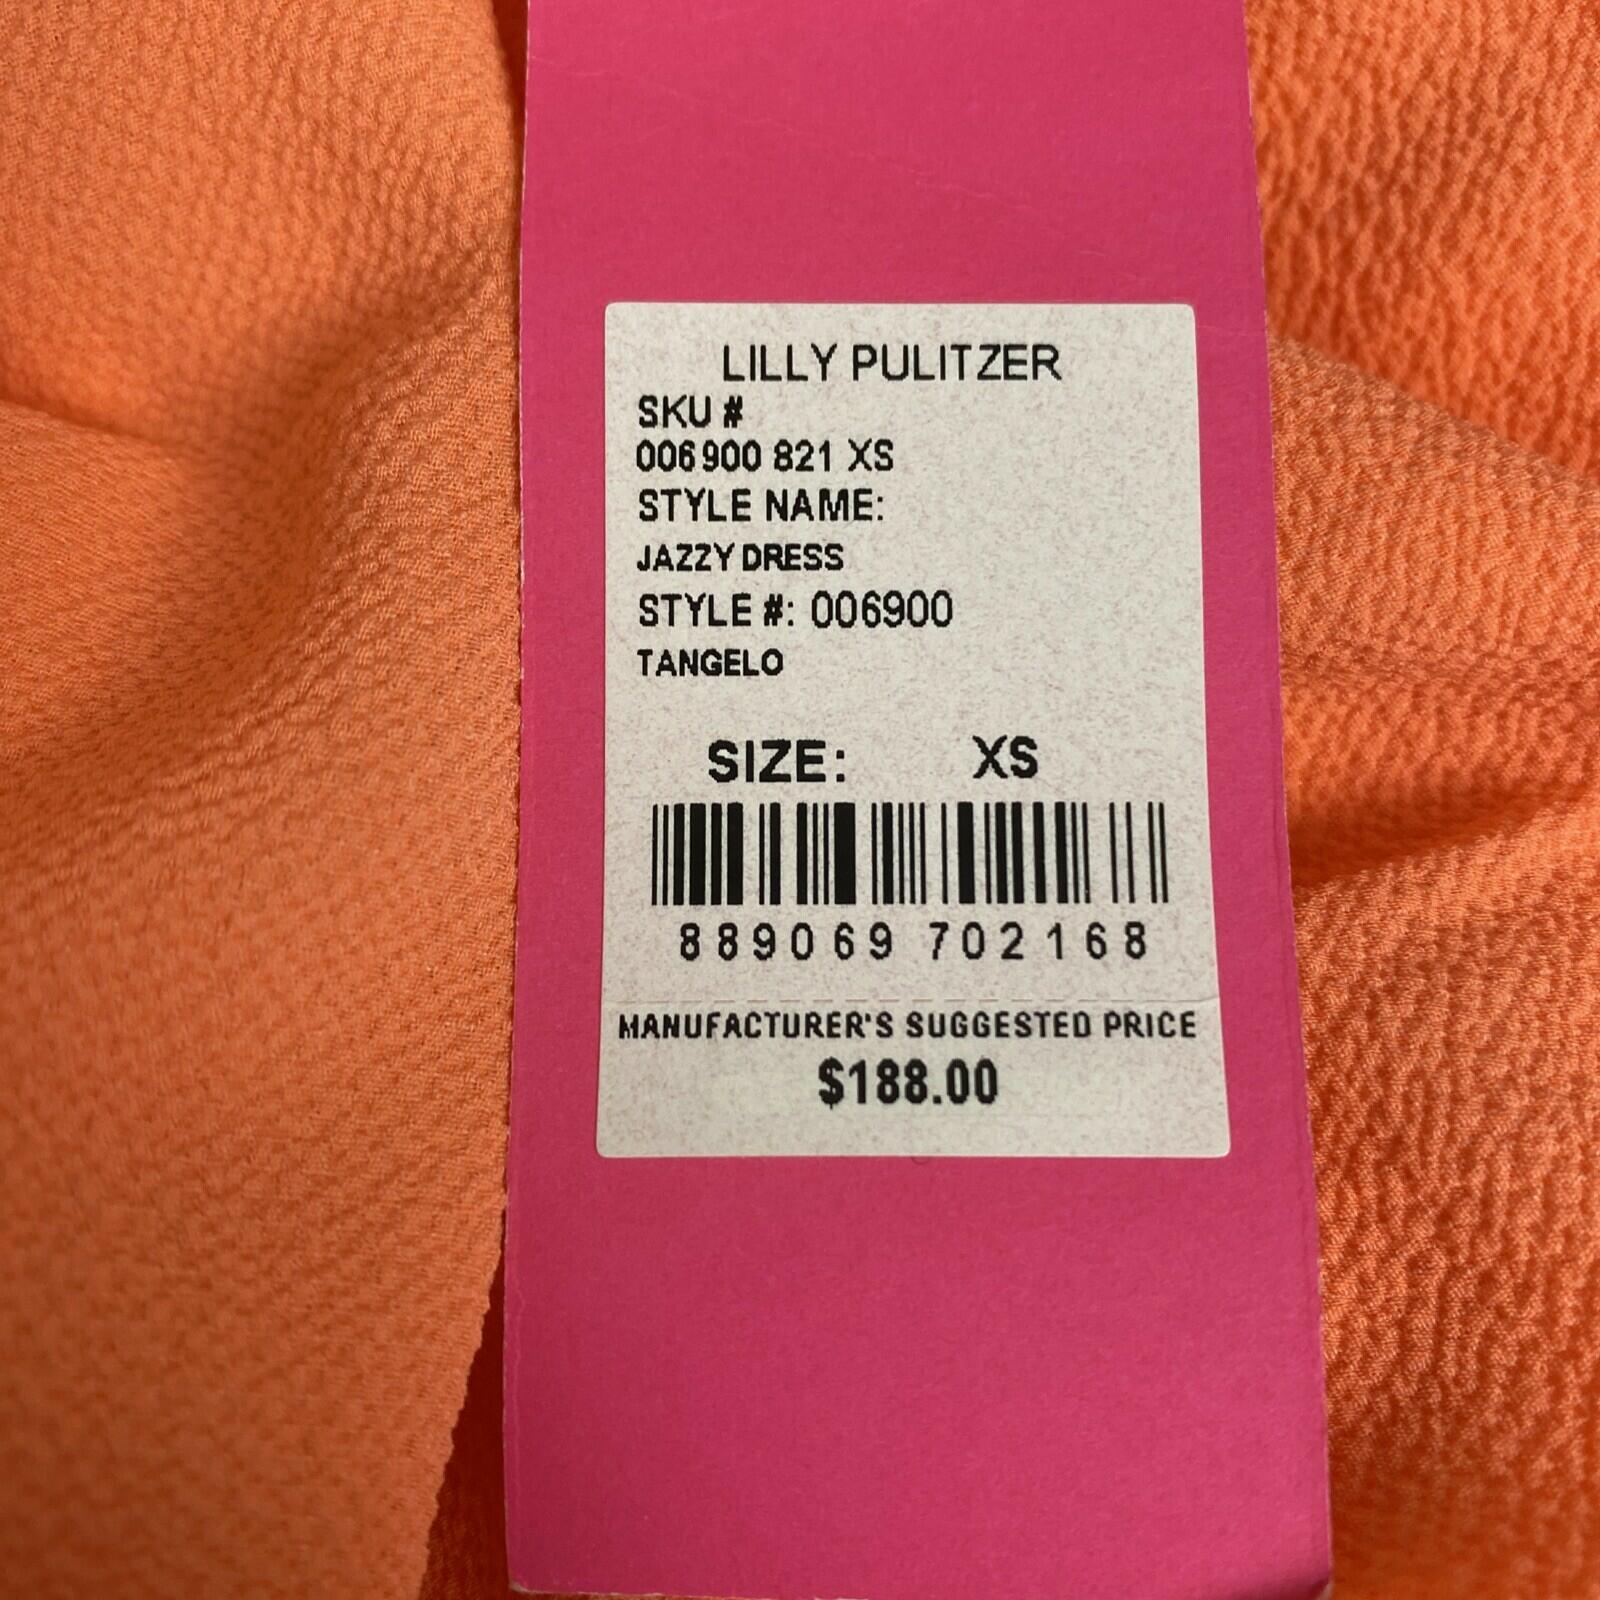 LILLY PULITZER
SKU #
006900 821 XS
STYLE NAME:
JAZZY DRESS
STYLE #: 006900
TANGELO
SIZE: XS
889069 702168
MANUFACTURER'S SUGGESTED PRICE
$188.00